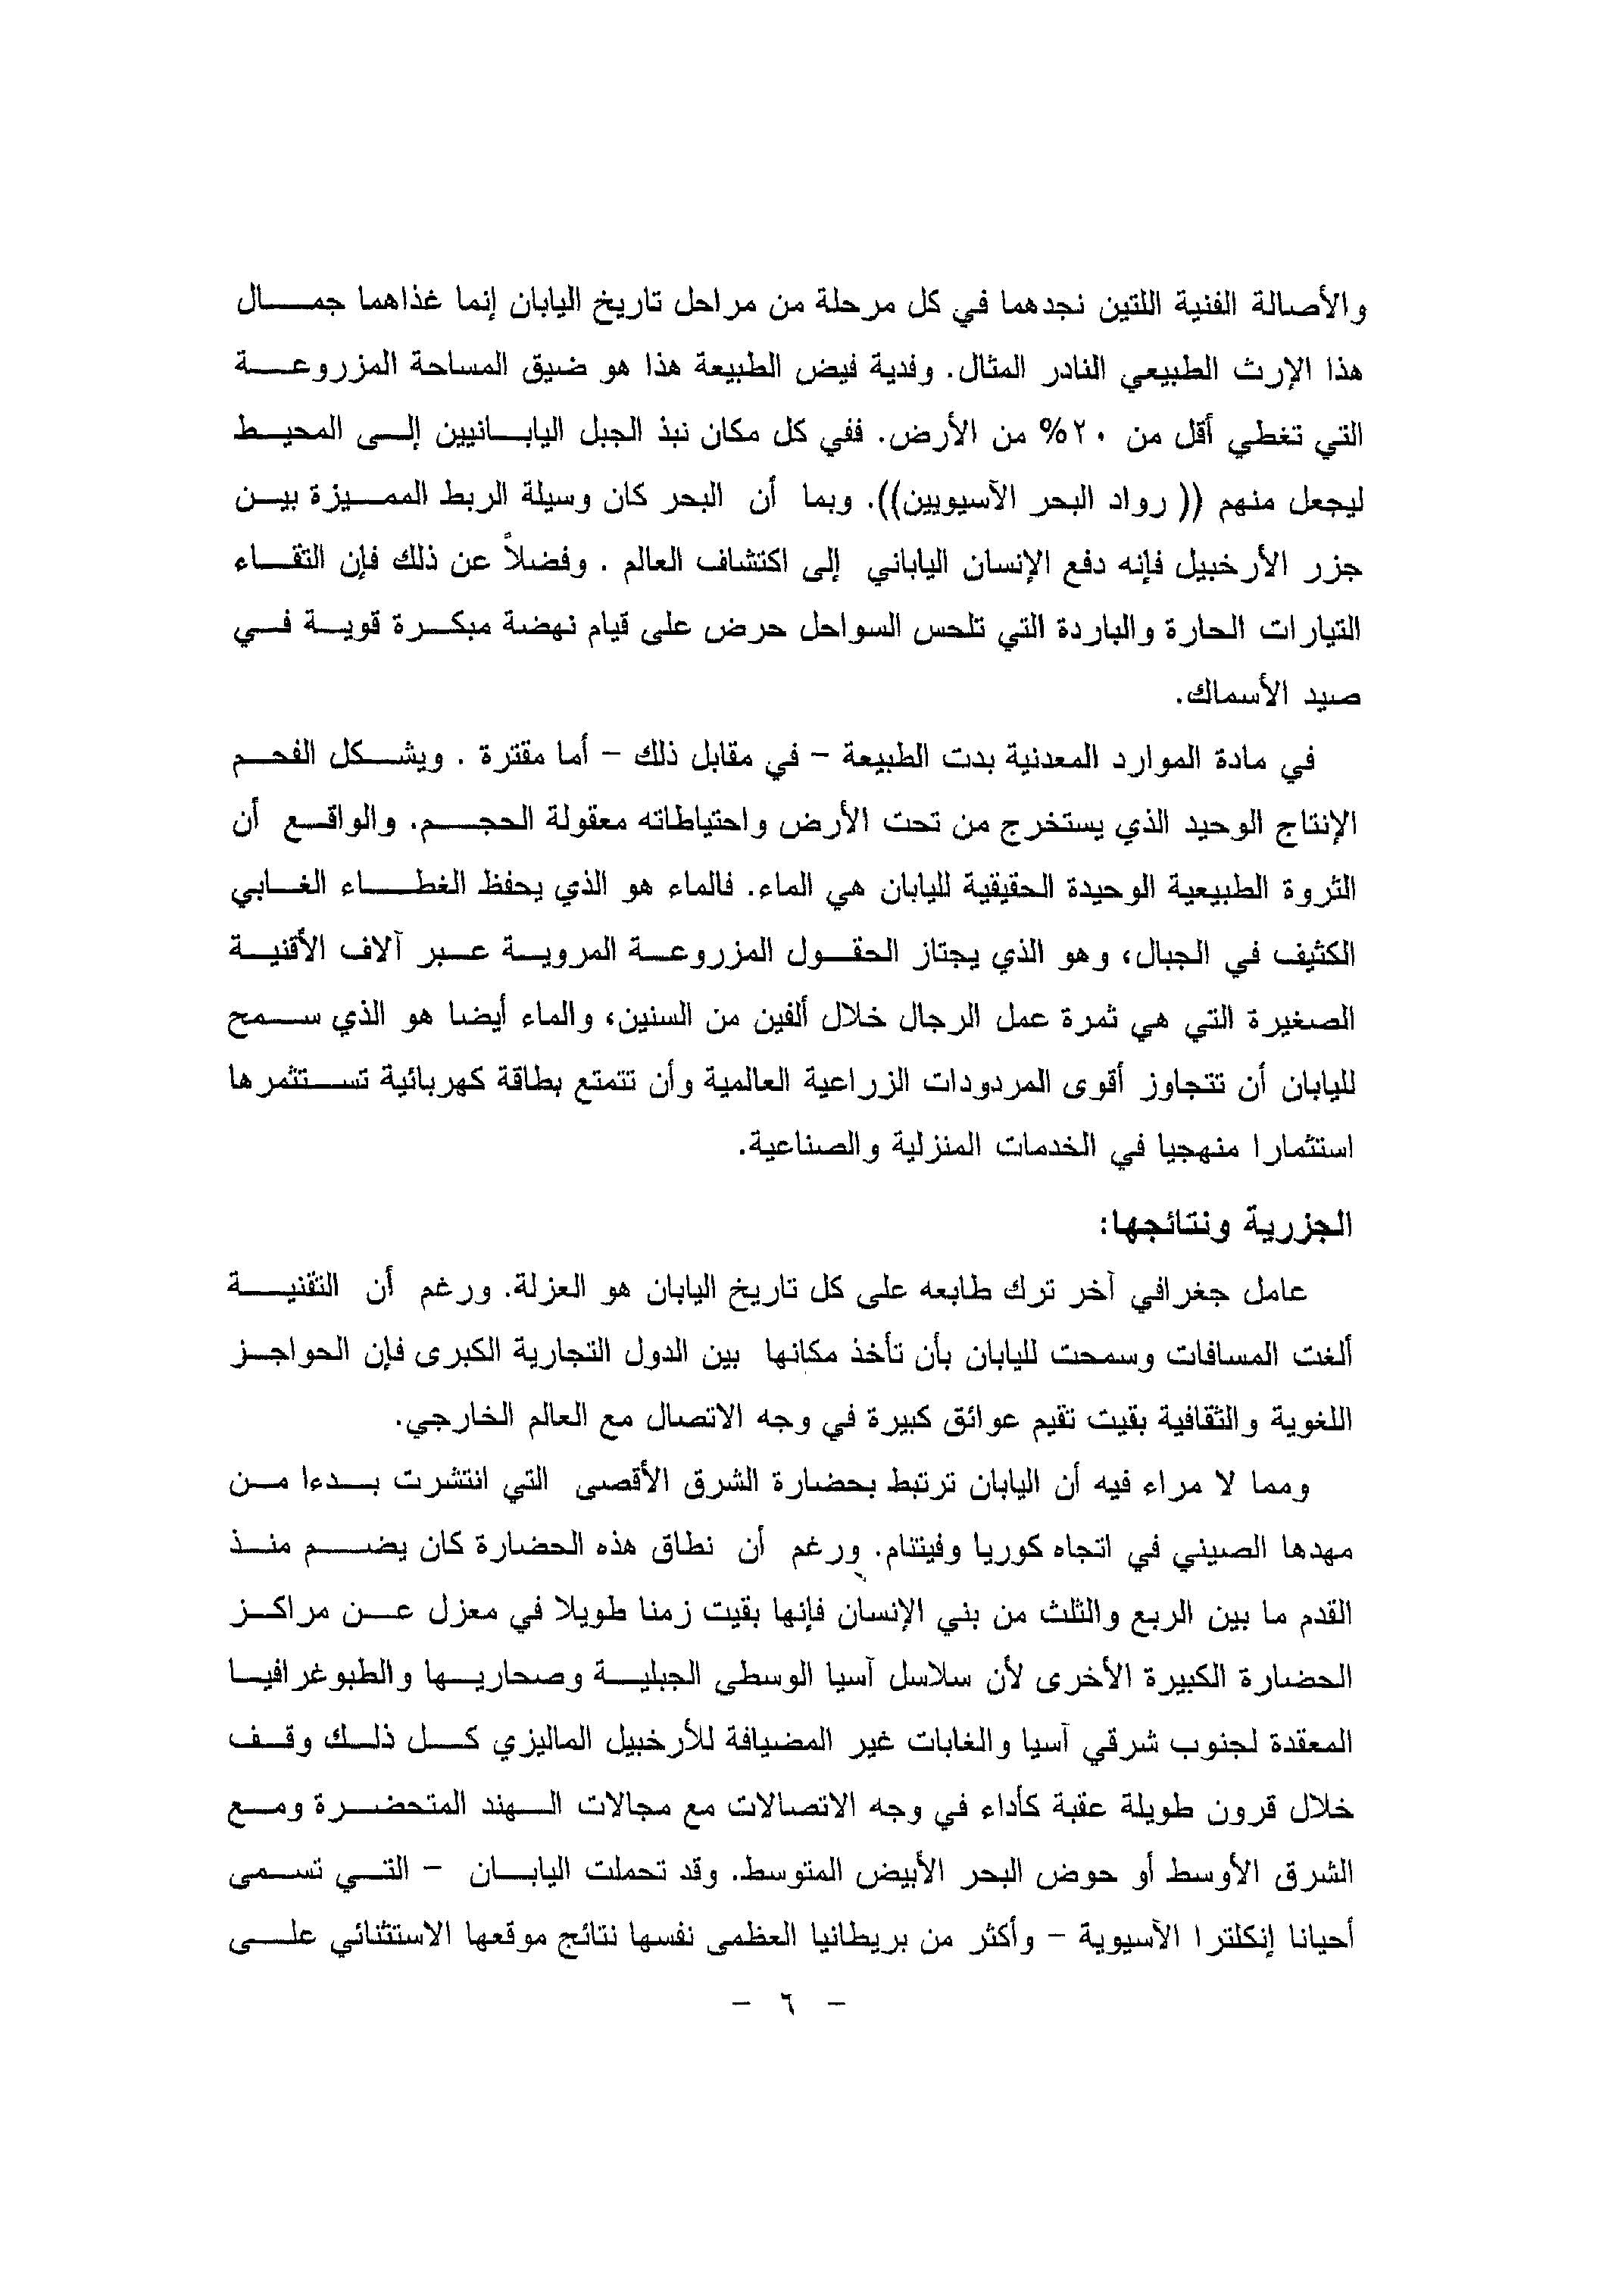 والأصالة الفنية اللتين نجدهما في كل مرحلة من مراحل تاريخ اليابان إنما غذاهما جمال
هذا الإرث الطبيعي النادر المثال. وفدية فيض الطبيعة هذا هو ضيق المساحة المزروعة
التي تغطي أقل من ٢٠% من الأرض. ففي كل مكان نبذ الجبل اليابانيين إلى المحيط
ليجعل منهم (( رواد البحر الآسيويين)). وبما أن البحر كان وسيلة الربط المميزة بين
جزر الأرخبيل فإنه دفع الإنسان الياباني إلى اكتشاف العالم . وفضلاً عن ذلك فإن التقاء
التيارات الحارة والباردة التي تلحس السواحل حرض على قيام نهضة مبكرة قوية في
صيد الأسماك.
في مادة الموارد المعدنية بدت الطبيعة - في مقابل ذلك - أما مقترة . ويشكل الفحم
الإنتاج الوحيد الذي يستخرج من تحت الأرض واحتياطاته معقولة الحجم. والواقع أن
الثروة الطبيعية الوحيدة الحقيقية لليابان هي الماء. فالماء هو الذي يحفظ الغطاء الغابي
الكثيف في الجبال، وهو الذي يجتاز الحقول المزروعة المروية عبر آلاف الأقنية
الصغيرة التي هي ثمرة عمل الرجال خلال ألفين من السنين، والماء أيضا هو الذي سمح
لليابان أن تتجاوز أقوى المردودات الزراعية العالمية وأن تتمتع بطاقة كهربائية تستثمرها
استثمارا منهجيا في الخدمات المنزلية والصناعية.
الجزرية ونتائجها:
عامل جغرافي آخر ترك طابعه على كل تاريخ اليابان هو العزلة. ورغم أن التقنية
ألغت المسافات وسمحت لليابان بأن تأخذ مكانها بين الدول التجارية الكبرى فإن الحواجز
اللغوية والثقافية بقيت تقيم عوائق كبيرة في وجه الاتصال مع العالم الخارجي.
ومما لا مراء فيه أن اليابان ترتبط بحضارة الشرق الأقصى التي انتشرت بدءا من
مهدها الصيني في اتجاه كوريا وفيتنام. ورغم أن نطاق هذه الحضارة كان يضم منذ
القدم ما بين الربع والثلث من بني الإنسان فإنها بقيت زمنا طويلا في معزل عن مراكز
الحضارة الكبيرة الأخرى لأن سلاسل آسيا الوسطى الجبلية وصحاريها والطبوغرافيا
المعقدة لجنوب شرقي آسيا والغابات غير المضيافة للأرخبيل الماليزي كل ذلك وقف
خلال قرون طويلة عقبة كأداء في وجه الاتصالات مع مجالات الهند المتحضرة ومع
الشرق الأوسط أو حوض البحر الأبيض المتوسط. وقد تحملت اليابان - التي تسمى
أحيانا إنكلترا الآسيوية - وأكثر من بريطانيا العظمى نفسها نتائج موقعها الاستثنائي على
- ٦ -